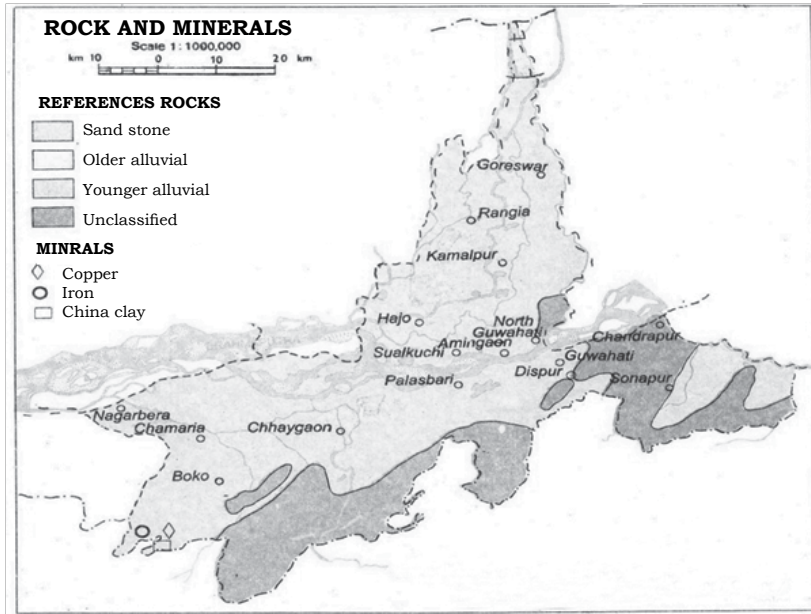 ROCK AND MINERALS
Scale 1:1000,000
km 10 0 10 20 km
REFERENCES ROCKS
Sand stone
Older alluvial
Younger alluvial
Unclassified
MINRALS
Copper
Iron
China clay
Goreswar
Rangia
Kamalpur
Hajo
North
Guwahati
Chandrapur
Amingaon
Sualkuchi
Guwahati
Dispur
Palasbari
Sonapur
Nagarbera
Chamaria
Chhaygaon
Boko